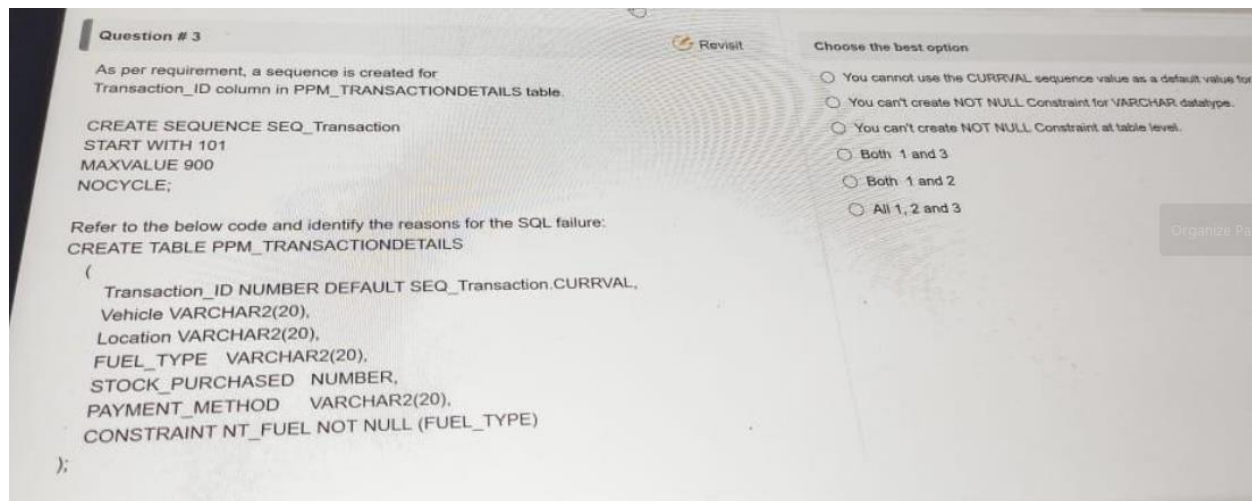 Question # 3
Revisit
As per requirement, a sequence is created for
Transaction_ID column in PPM_TRANSACTIONDETAILS table.
CREATE SEQUENCE SEQ_Transaction
START WITH 101
MAXVALUE 900
NOCYCLE;
Refer to the below code and identify the reasons for the SQL failure:
CREATE TABLE PPM_TRANSACTIONDETAILS
(
Transaction_ID NUMBER DEFAULT SEQ_Transaction.CURRVAL,
Vehicle VARCHAR2(20),
Location VARCHAR2(20),
FUEL_TYPE VARCHAR2(20),
STOCK_PURCHASED NUMBER,
PAYMENT_METHOD VARCHAR2(20),
CONSTRAINT NT_FUEL NOT NULL (FUEL_TYPE)
);
Choose the best option
You cannot use the CURRVAL sequence value as a default value for
You can't create NOT NULL Constraint for VARCHAR datatype.
You can't create NOT NULL Constraint at table level.
Both 1 and 3
Both 1 and 2
All 1, 2 and 3
Organize Pa